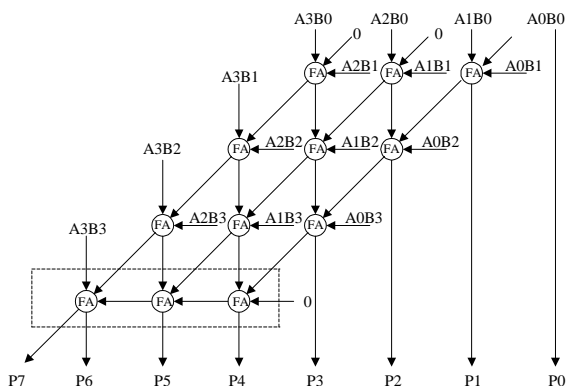 A3B0 A2B0 A1B0 A0B0
0 0
FA A2B1 FA A1B1 FA A0B1
A3B1
FA A2B2 FA A1B2 FA A0B2
A3B2
FA A2B3 FA A1B3 FA A0B3
A3B3
FA FA FA 0
P7 P6 P5 P4 P3 P2 P1 P0